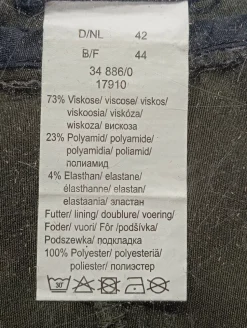 D/NL 42
B/F 44
34 886/0
17910
73% Viskose/ viscose/ viskos/
viskoosia/ viskóza/
wiskoza/ вискоза
23% Polyamid/ polyamide/
polyamidia/ poliamid/
полиамид
4% Elasthan/ elastane/
élasthanne/ elastan/
elastaania/ эластан
Futter/ lining/ doublure/ voering/
Foder/ vuori/ Fôr /podšívka/
Podszewka/ подкладка
100% Polyester/ polyesteriä/
poliester/ полиэстер
30